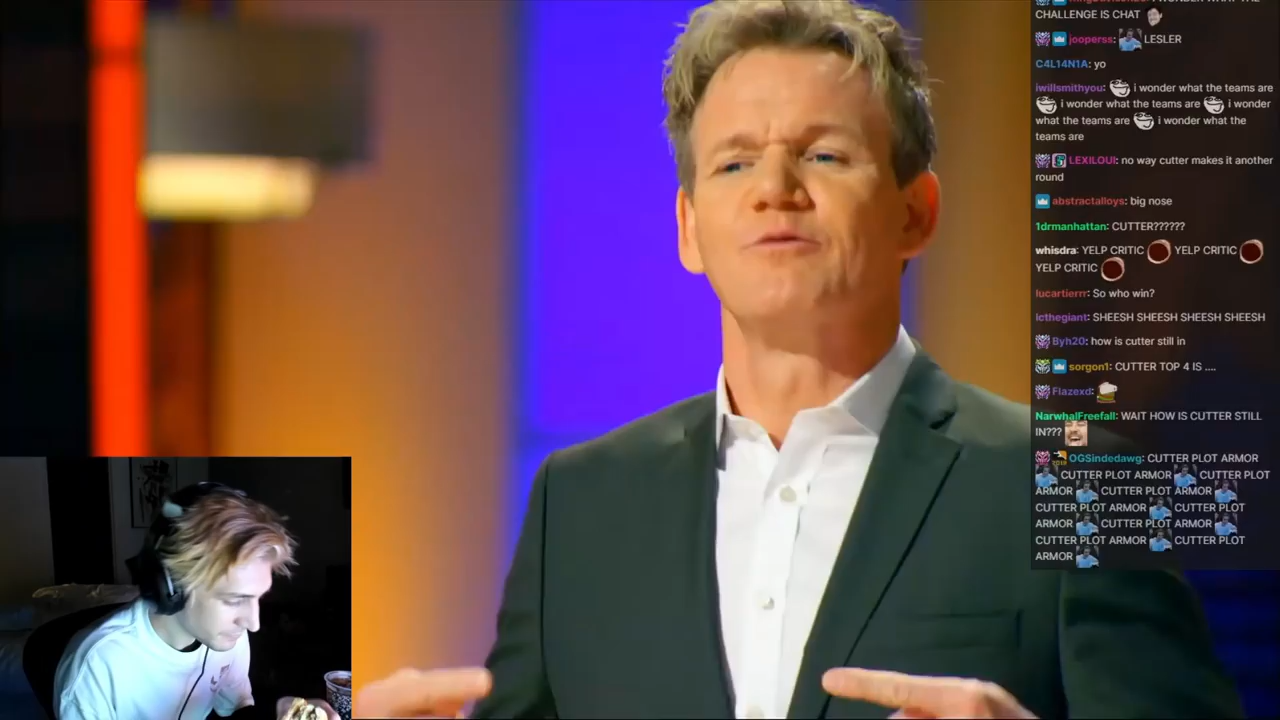 CHALLENGE IS CHAT
jooperss: LESLER
C4L14N1A: yo
iwillsmithyou: i wonder what the teams are
i wonder what the teams are i wonder
what the teams are i wonder what the
teams are
LEXILOUI: no way cutter makes it another
round
abstractalloys: big nose
1drmanhattan: CUTTER??????
whisdra: YELP CRITIC YELP CRITIC
YELP CRITIC
lucartierrr: So who win?
icthegiant: SHEESH SHEESH SHEESH SHEESH
Byh20: how is cutter still in
sorgon1: CUTTER TOP 4 IS ....
Flazexd:
NarwhalFreefall: WAIT HOW IS CUTTER STILL
IN???
OGSindedawg: CUTTER PLOT ARMOR
CUTTER PLOT ARMOR CUTTER PLOT
ARMOR CUTTER PLOT ARMOR
CUTTER PLOT ARMOR CUTTER PLOT
ARMOR CUTTER PLOT ARMOR
CUTTER PLOT ARMOR CUTTER PLOT
ARMOR